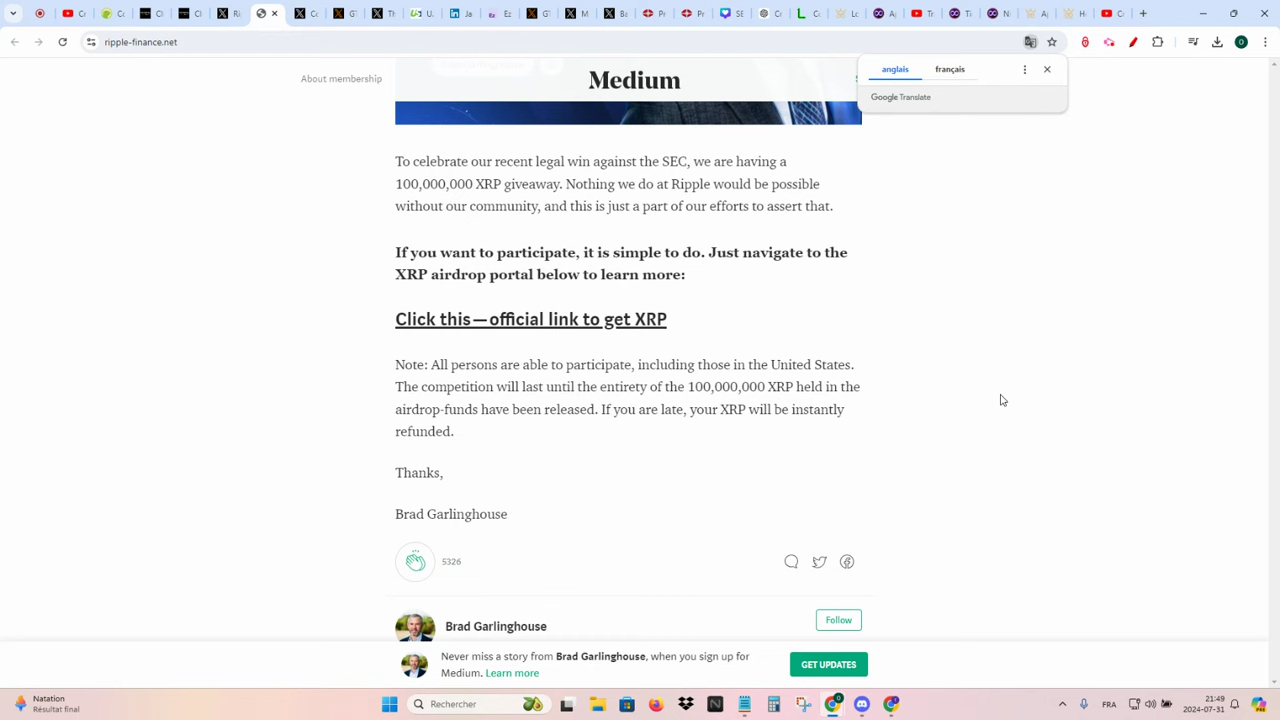 ripple-finance.net
anglais
français
Google Translate
About membership
Medium
To celebrate our recent legal win against the SEC, we are having a
100,000,000 XRP giveaway. Nothing we do at Ripple would be possible
without our community, and this is just a part of our efforts to assert that.
If you want to participate, it is simple to do. Just navigate to the
XRP airdrop portal below to learn more:
Click this — official link to get XRP
Note: All persons are able to participate, including those in the United States.
The competition will last until the entirety of the 100,000,000 XRP held in the
airdrop-funds have been released. If you are late, your XRP will be instantly
refunded.
Thanks,
Brad Garlinghouse
5326
Brad Garlinghouse
Follow
Never miss a story from Brad Garlinghouse, when you sign up for
Medium. Learn more
GET UPDATES
Natation
Résultat final
Rechercher
FRA
21:49
2024-07-31